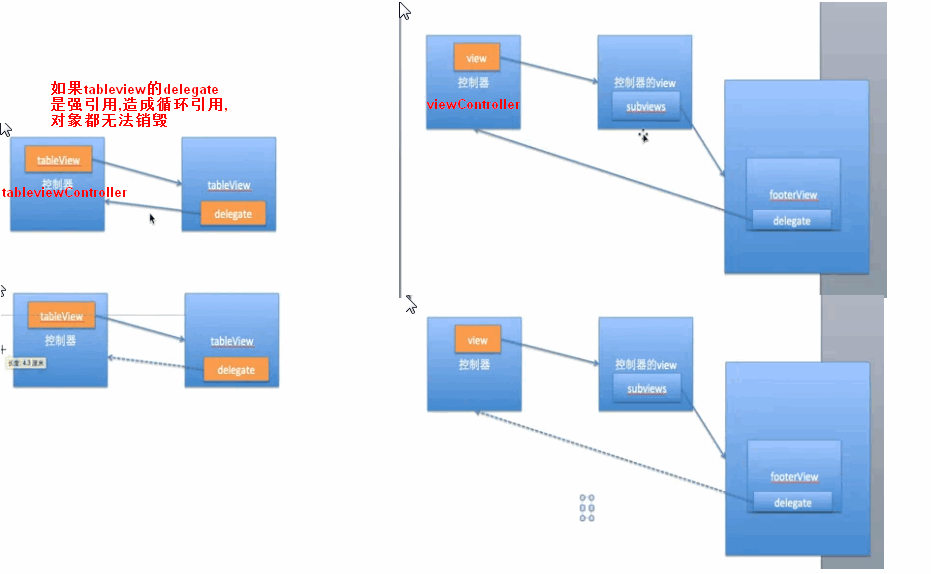 如果tableview的delegate
是强引用,造成循环引用,
对象都无法销毁
tableView
控制器
tableviewController
tableView
delegate
tableView
控制器
长度: 4.3 厘米
tableView
delegate
view
控制器
viewController
控制器的view
subviews
footerView
delegate
view
控制器
控制器的view
subviews
footerView
delegate